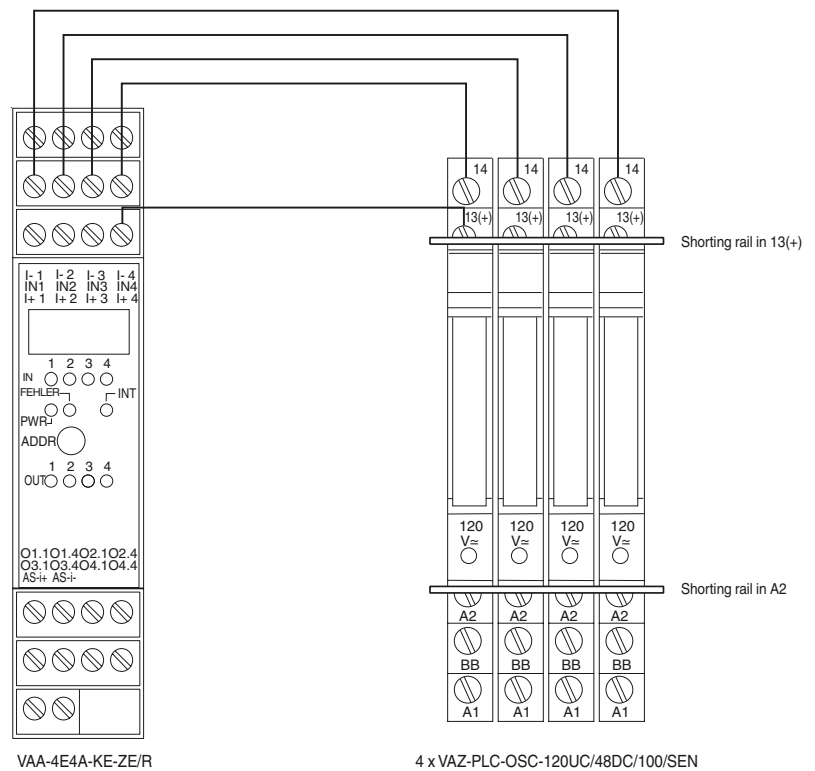 14 14 14 14
13(+) 13(+) 13(+) 13(+)
Shorting rail in 13(+)
I- 1 I- 2 I- 3 I- 4
IN1 IN2 IN3 IN4
I+ 1 I+ 2 I+ 3 I+ 4
1 2 3 4
IN
FEHLER INT
PWR
ADDR
1 2 3 4
OUT
O1.1O1.4O2.1O2.4
O3.1O3.4O4.1O4.4
AS-i+ AS-i-
120 120 120 120
V≃ V≃ V≃ V≃
Shorting rail in A2
A2 A2 A2 A2
BB BB BB BB
A1 A1 A1 A1
VAA-4E4A-KE-ZE/R
4 x VAZ-PLC-OSC-120UC/48DC/100/SEN